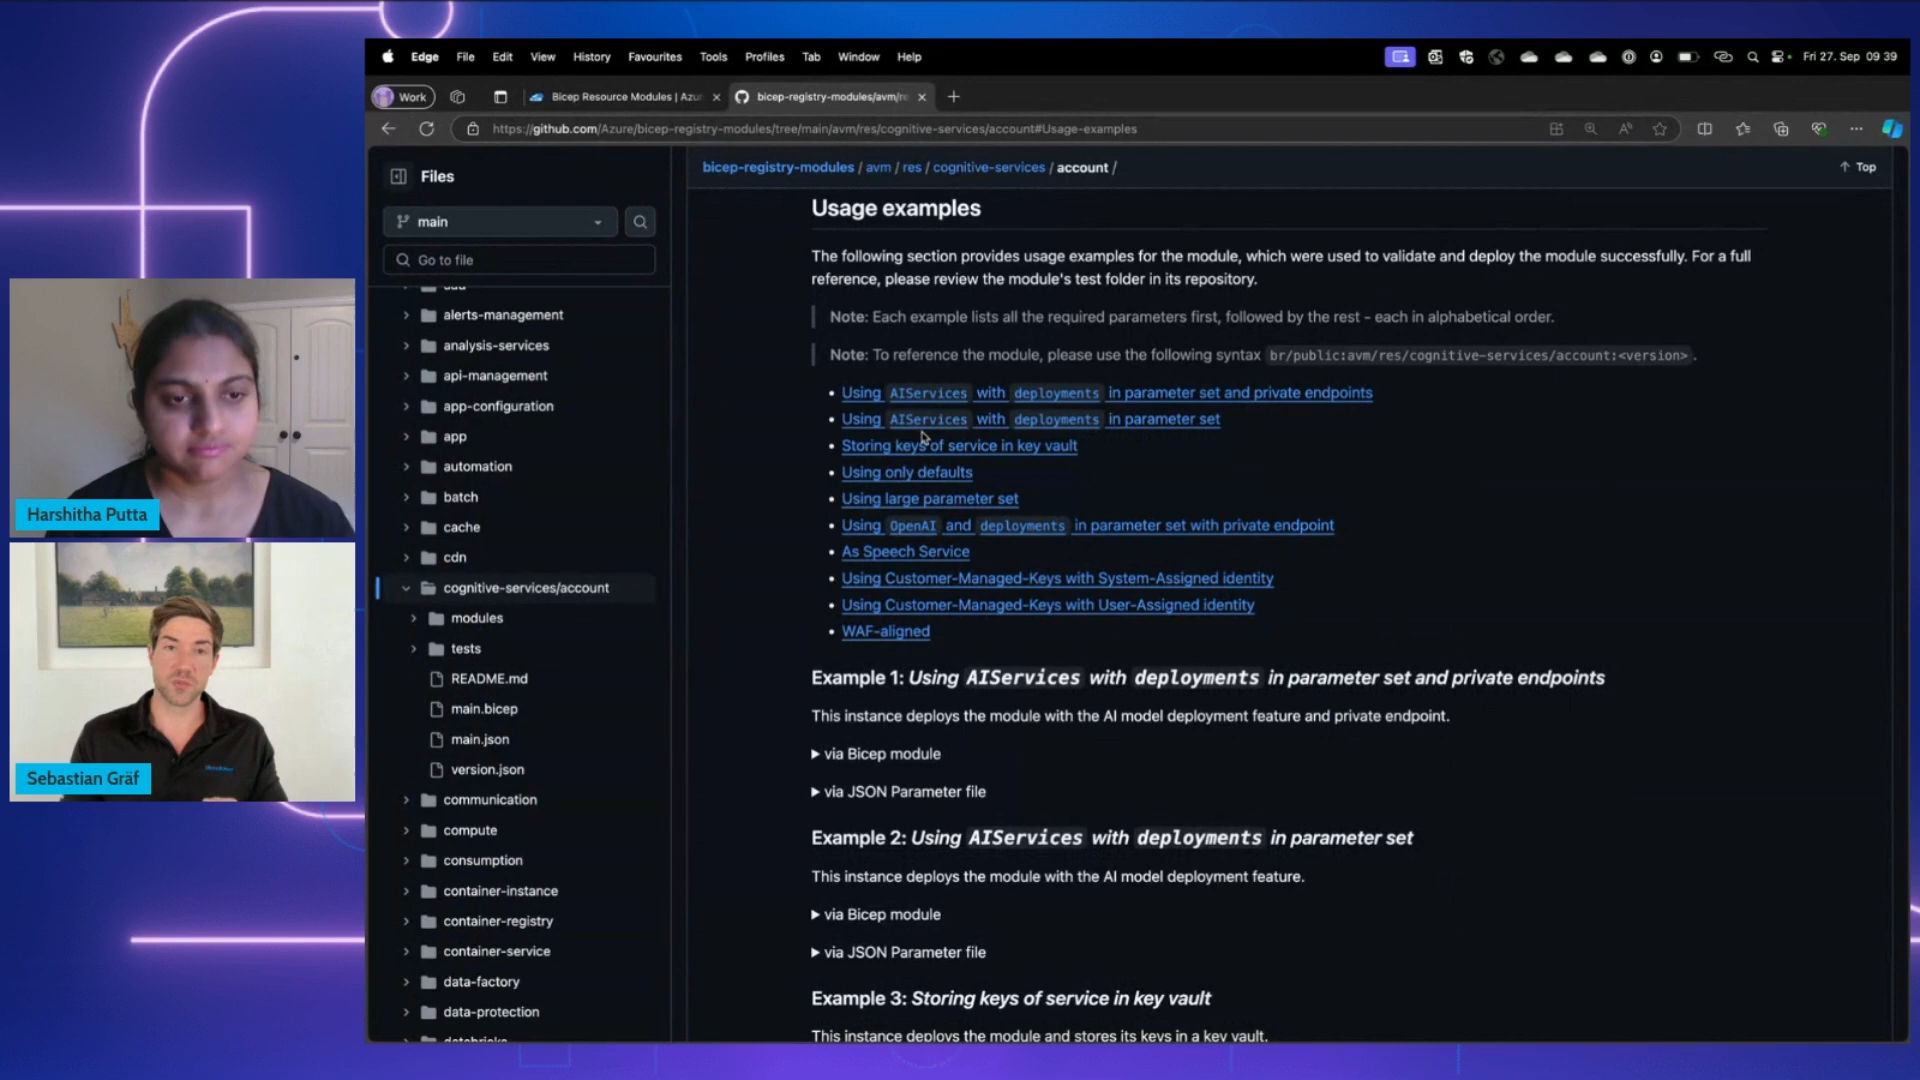 Edge File Edit View History Favourites Tools Profiles Tab Window Help
Fri 27. Sep 09 39
Work
Bicep Resource Modules | Azur
bicep-registry-modules/avm/re
https://github.com/Azure/bicep-registry-modules/tree/main/avm/res/cognitive-services/account#Usage-examples
Files
main
Go to file
alerts-management
analysis-services
api-management
app-configuration
app
automation
batch
cache
cdn
cognitive-services/account
modules
tests
README.md
main.bicep
main.json
version.json
communication
compute
consumption
container-instance
container-registry
container-service
data-factory
data-protection
bicep-registry-modules / avm / res / cognitive-services / account /
Top
Usage examples
The following section provides usage examples for the module, which were used to validate and deploy the module successfully. For a full
reference, please review the module's test folder in its repository.
Note: Each example lists all the required parameters first, followed by the rest - each in alphabetical order.
Note: To reference the module, please use the following syntax br/public:avm/res/cognitive-services/account:<version> .
• Using AIServices with deployments in parameter set and private endpoints
• Using AIServices with deployments in parameter set
• Storing keys of service in key vault
• Using only defaults
• Using large parameter set
• Using OpenAI and deployments in parameter set with private endpoint
• As Speech Service
• Using Customer-Managed-Keys with System-Assigned identity
• Using Customer-Managed-Keys with User-Assigned identity
• WAF-aligned
Example 1: Using AIServices with deployments in parameter set and private endpoints
This instance deploys the module with the AI model deployment feature and private endpoint.
via Bicep module
via JSON Parameter file
Example 2: Using AIServices with deployments in parameter set
This instance deploys the module with the AI model deployment feature.
via Bicep module
via JSON Parameter file
Example 3: Storing keys of service in key vault
This instance deploys the module and stores its keys in a key vault.
Harshitha Putta
Sebastian Gräf